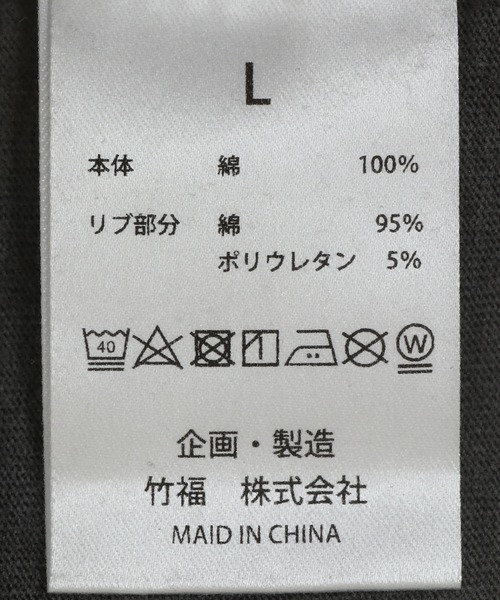 L
本体 綿 100%
リブ部分 綿 95%
ポリウレタン 5%
40 W
企画・製造
竹福 株式会社
MAID IN CHINA